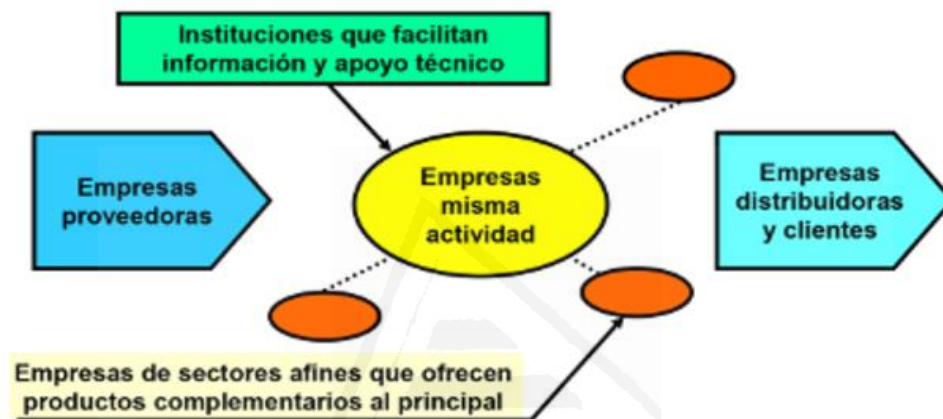 Instituciones que facilitan
información y apoyo técnico
Empresas
proveedoras
Empresas
misma
actividad
Empresas
distribuidoras
y clientes
Empresas de sectores afines que ofrecen
productos complementarios al principal